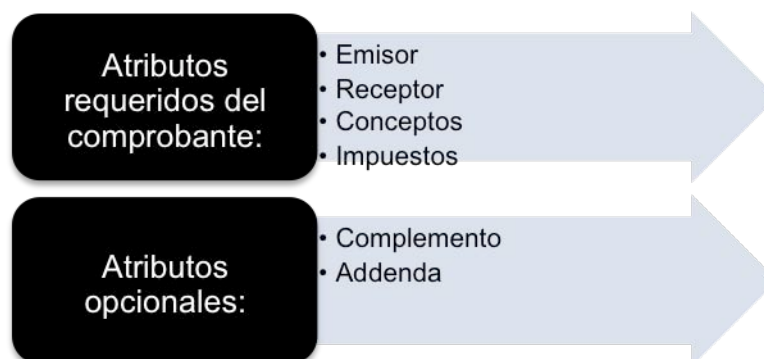 Atributos
requeridos del
comprobante:
• Emisor
• Receptor
• Conceptos
• Impuestos
Atributos
opcionales:
• Complemento
• Addenda